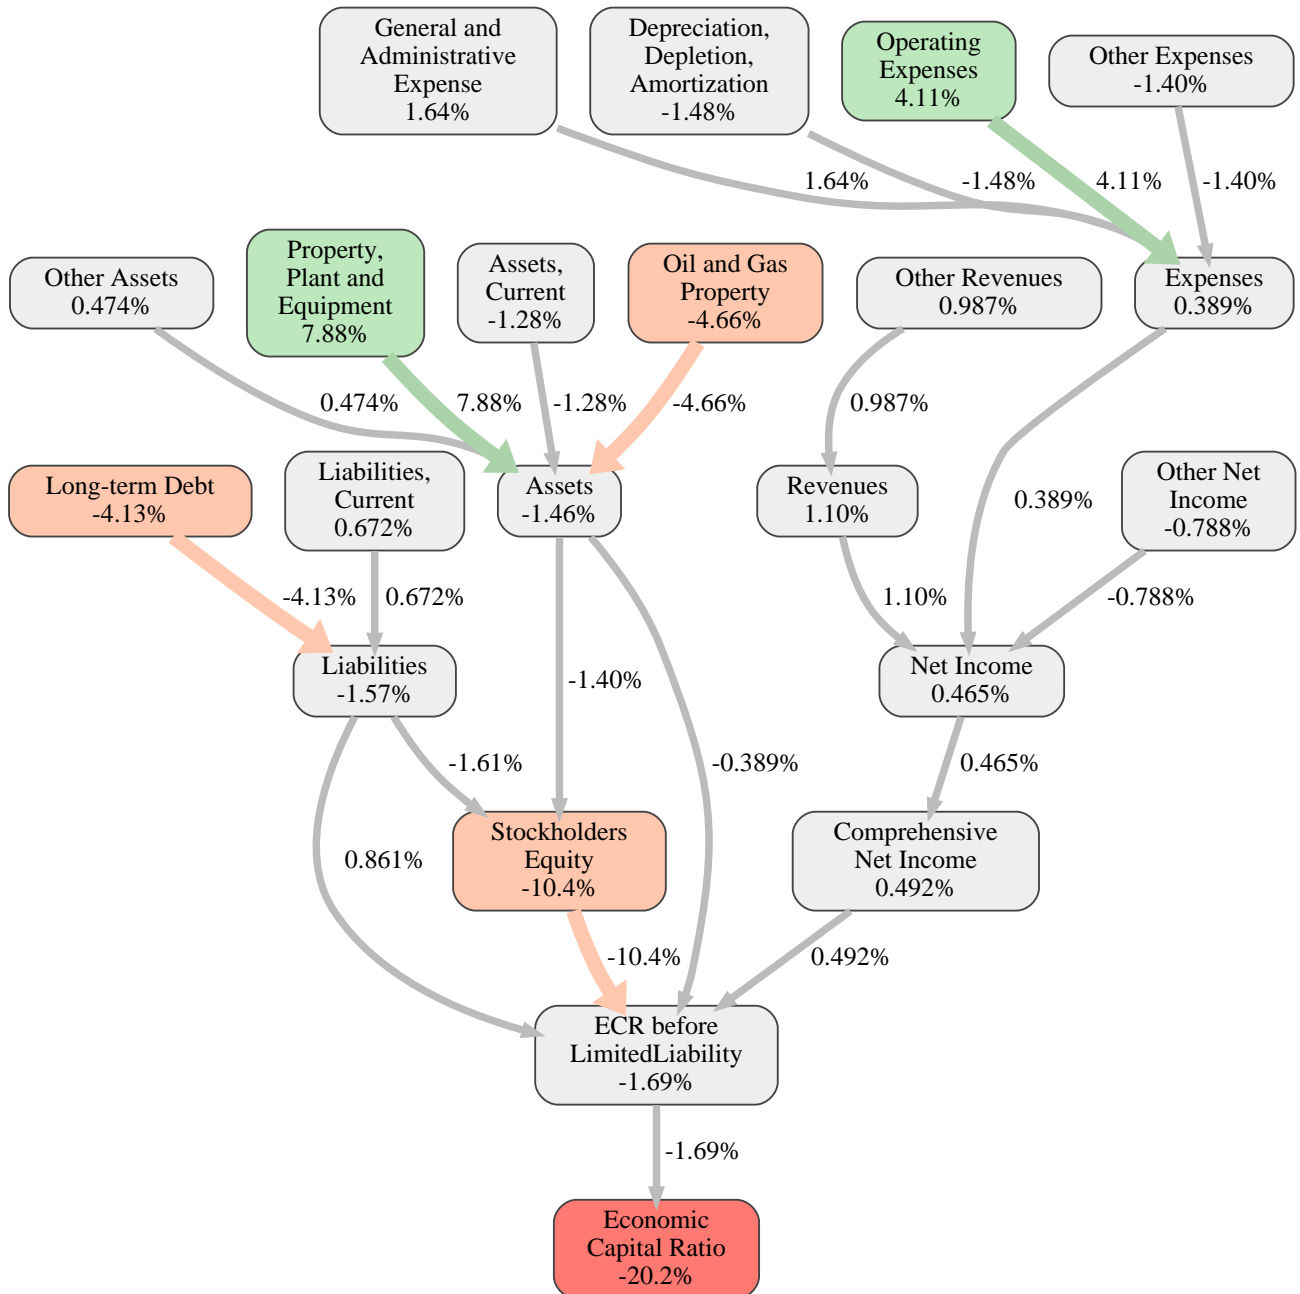 General and
Administrative
Expense
1.64%
Depreciation,
Depletion,
Amortization
-1.48%
Operating
Expenses
4.11%
Other Expenses
-1.40%
1.64%
-1.48%
4.11%
-1.40%
Other Assets
0.474%
Property,
Plant and
Equipment
7.88%
Assets,
Current
-1.28%
Oil and Gas
Property
-4.66%
Other Revenues
0.987%
Expenses
0.389%
0.474%
7.88%
-1.28%
-4.66%
0.987%
Long-term Debt
-4.13%
Liabilities,
Current
0.672%
Assets
-1.46%
Revenues
1.10%
0.389%
Other Net
Income
-0.788%
-4.13%
0.672%
1.10%
-0.788%
Liabilities
-1.57%
-1.40%
Net Income
0.465%
-1.61%
-0.389%
0.465%
0.861%
Stockholders
Equity
-10.4%
Comprehensive
Net Income
0.492%
-10.4%
0.492%
ECR before
LimitedLiability
-1.69%
-1.69%
Economic
Capital Ratio
-20.2%